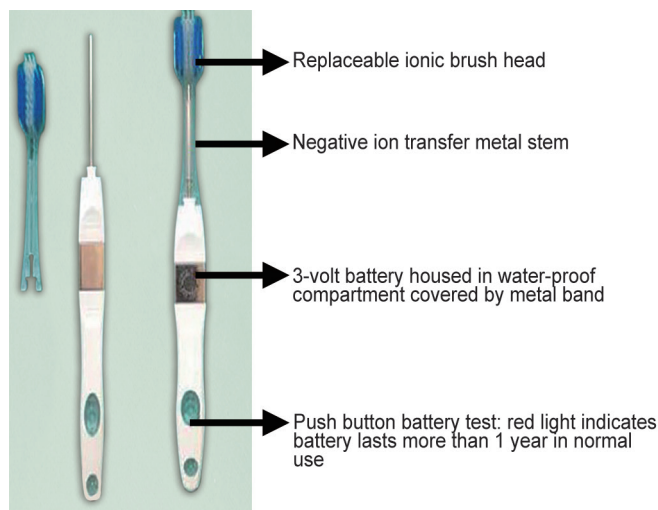 Replaceable ionic brush head
Negative ion transfer metal stem
3-volt battery housed in water-proof
compartment covered by metal band
Push button battery test: red light indicates
battery lasts more than 1 year in normal
use